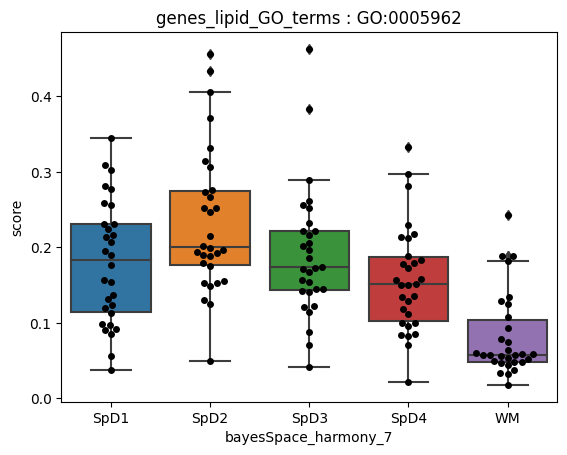 genes_lipid_GO_terms : GO:0005962
score
0.4
0.3
0.2
0.1
0.0
SpD1 SpD2 SpD3 SpD4 WM
bayesSpace_harmony_7